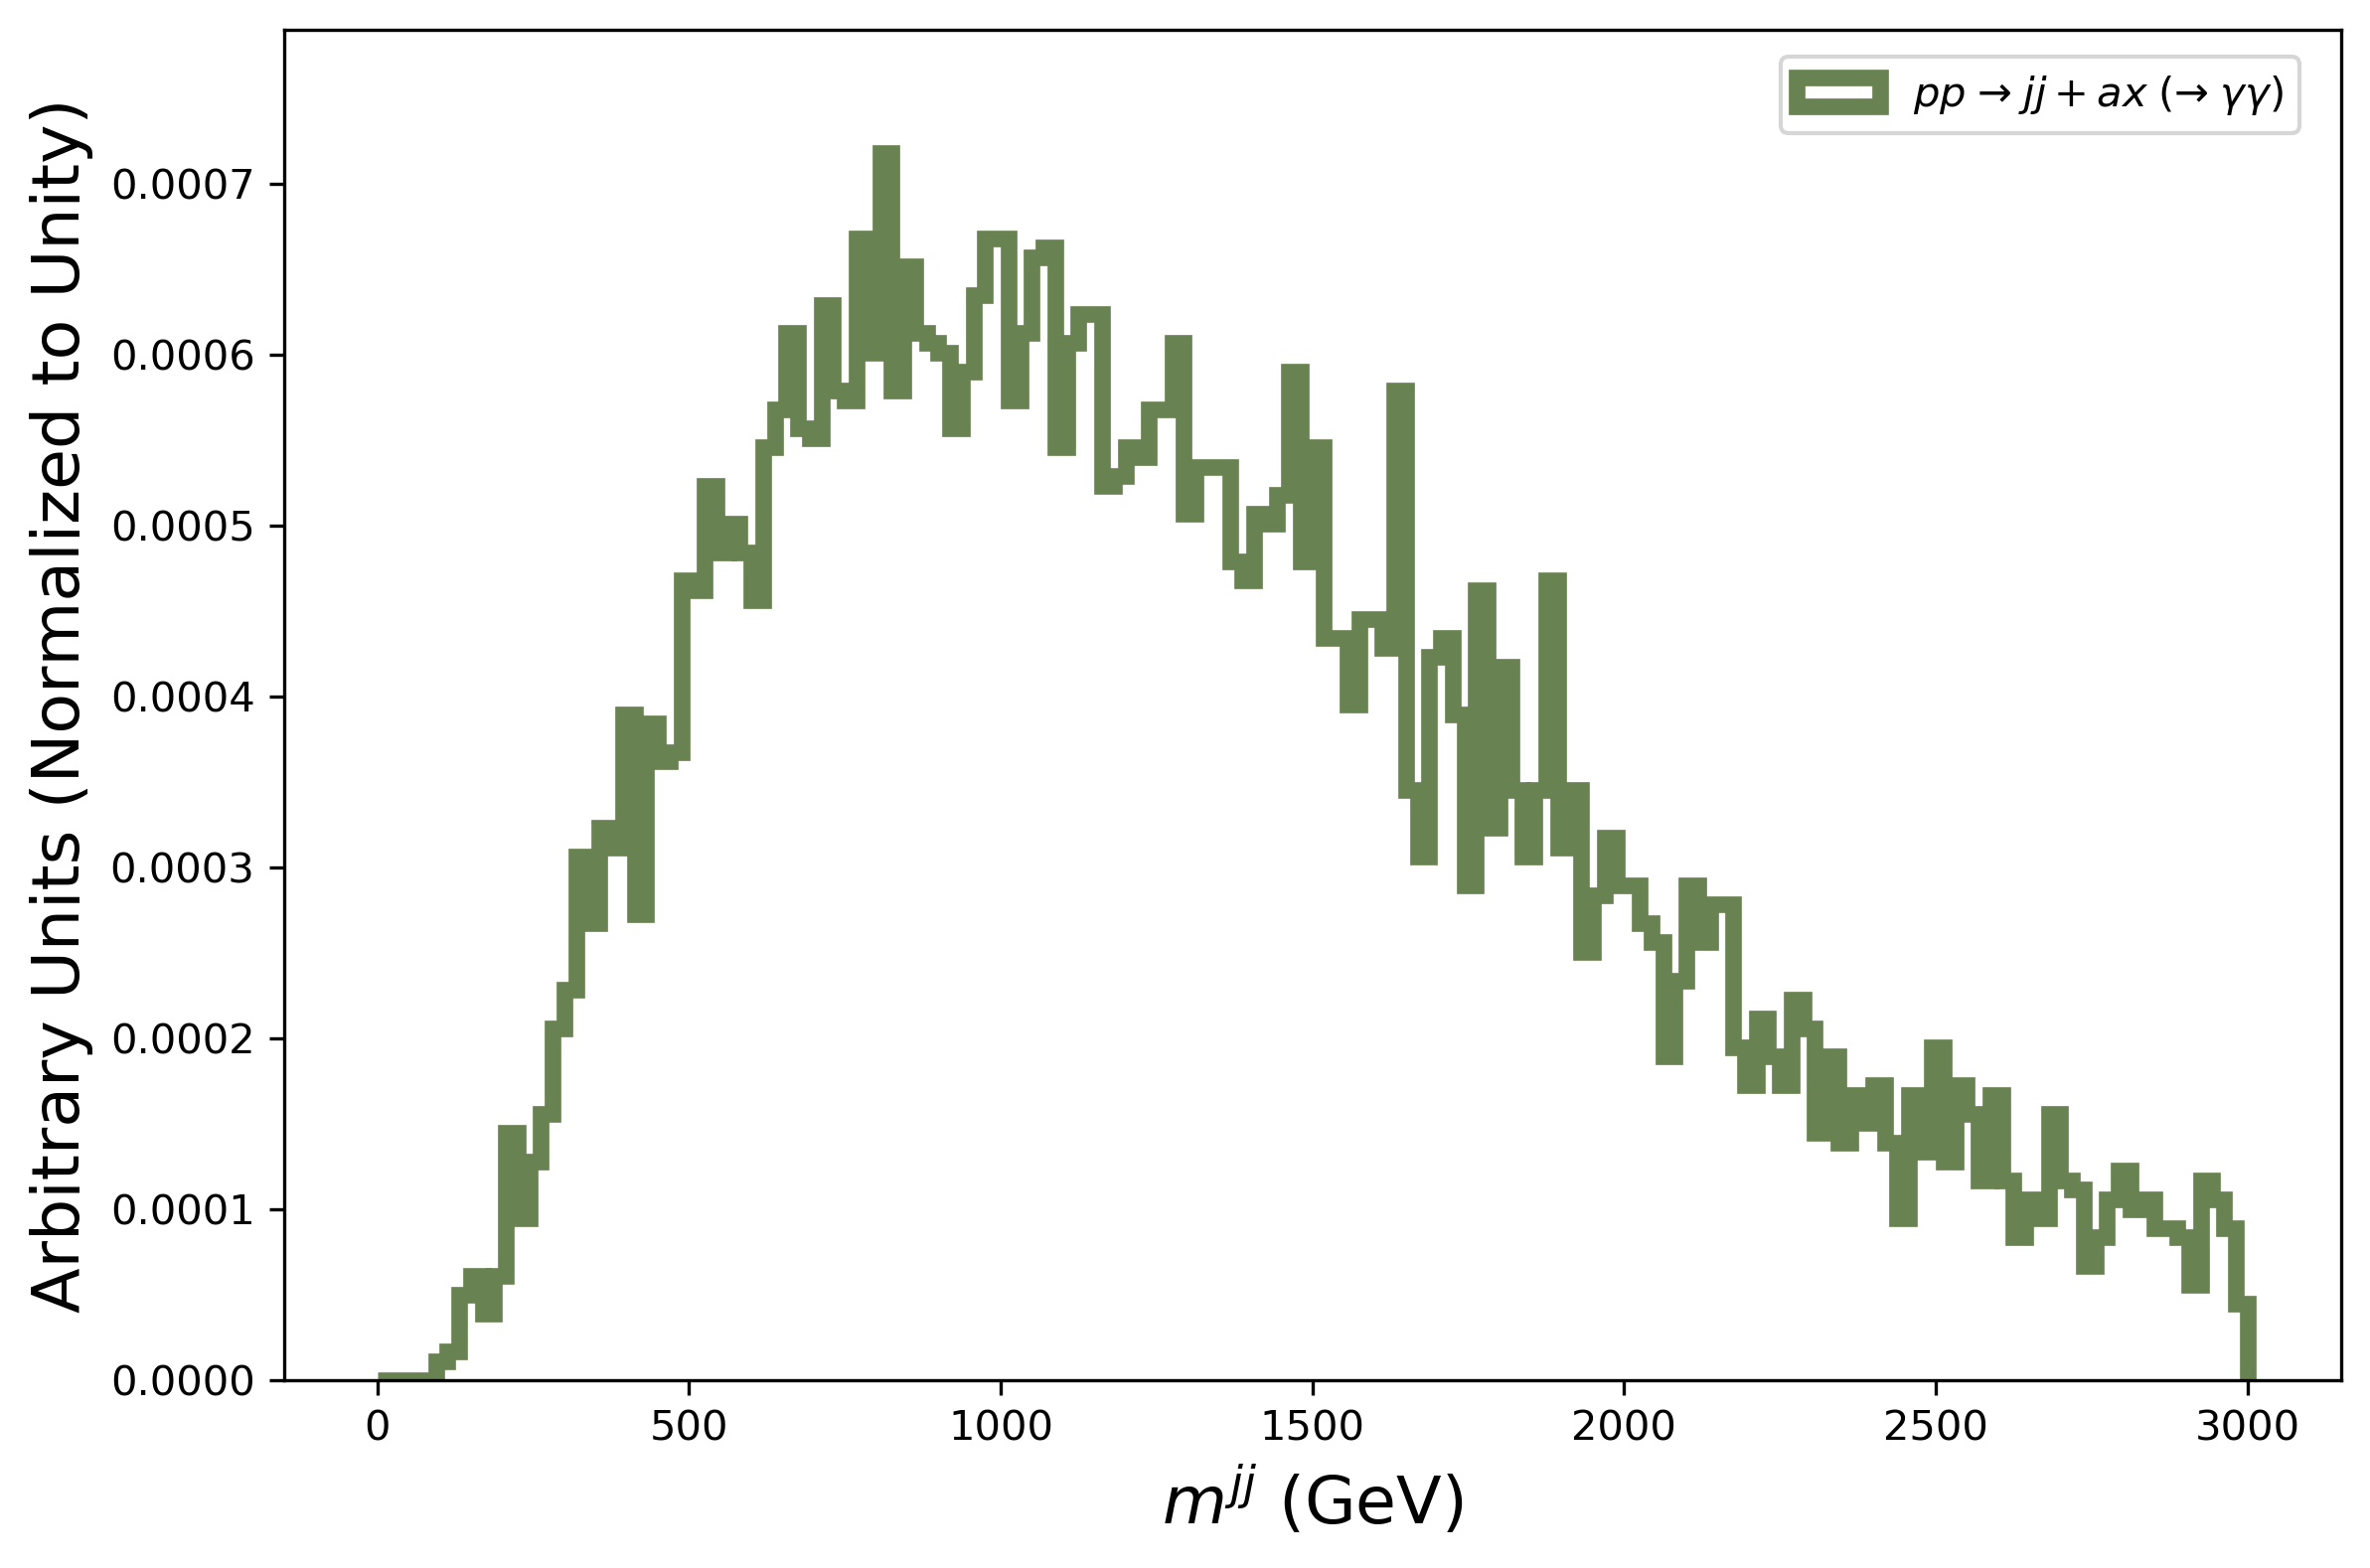 Arbitrary Units (Normalized to Unity)
0.0007
0.0006
0.0005
0.0004
0.0003
0.0002
0.0001
0.0000
pp → jj + ax (→ γγ)
0 500 1000 1500 2000 2500 3000
m^{jj} (GeV)